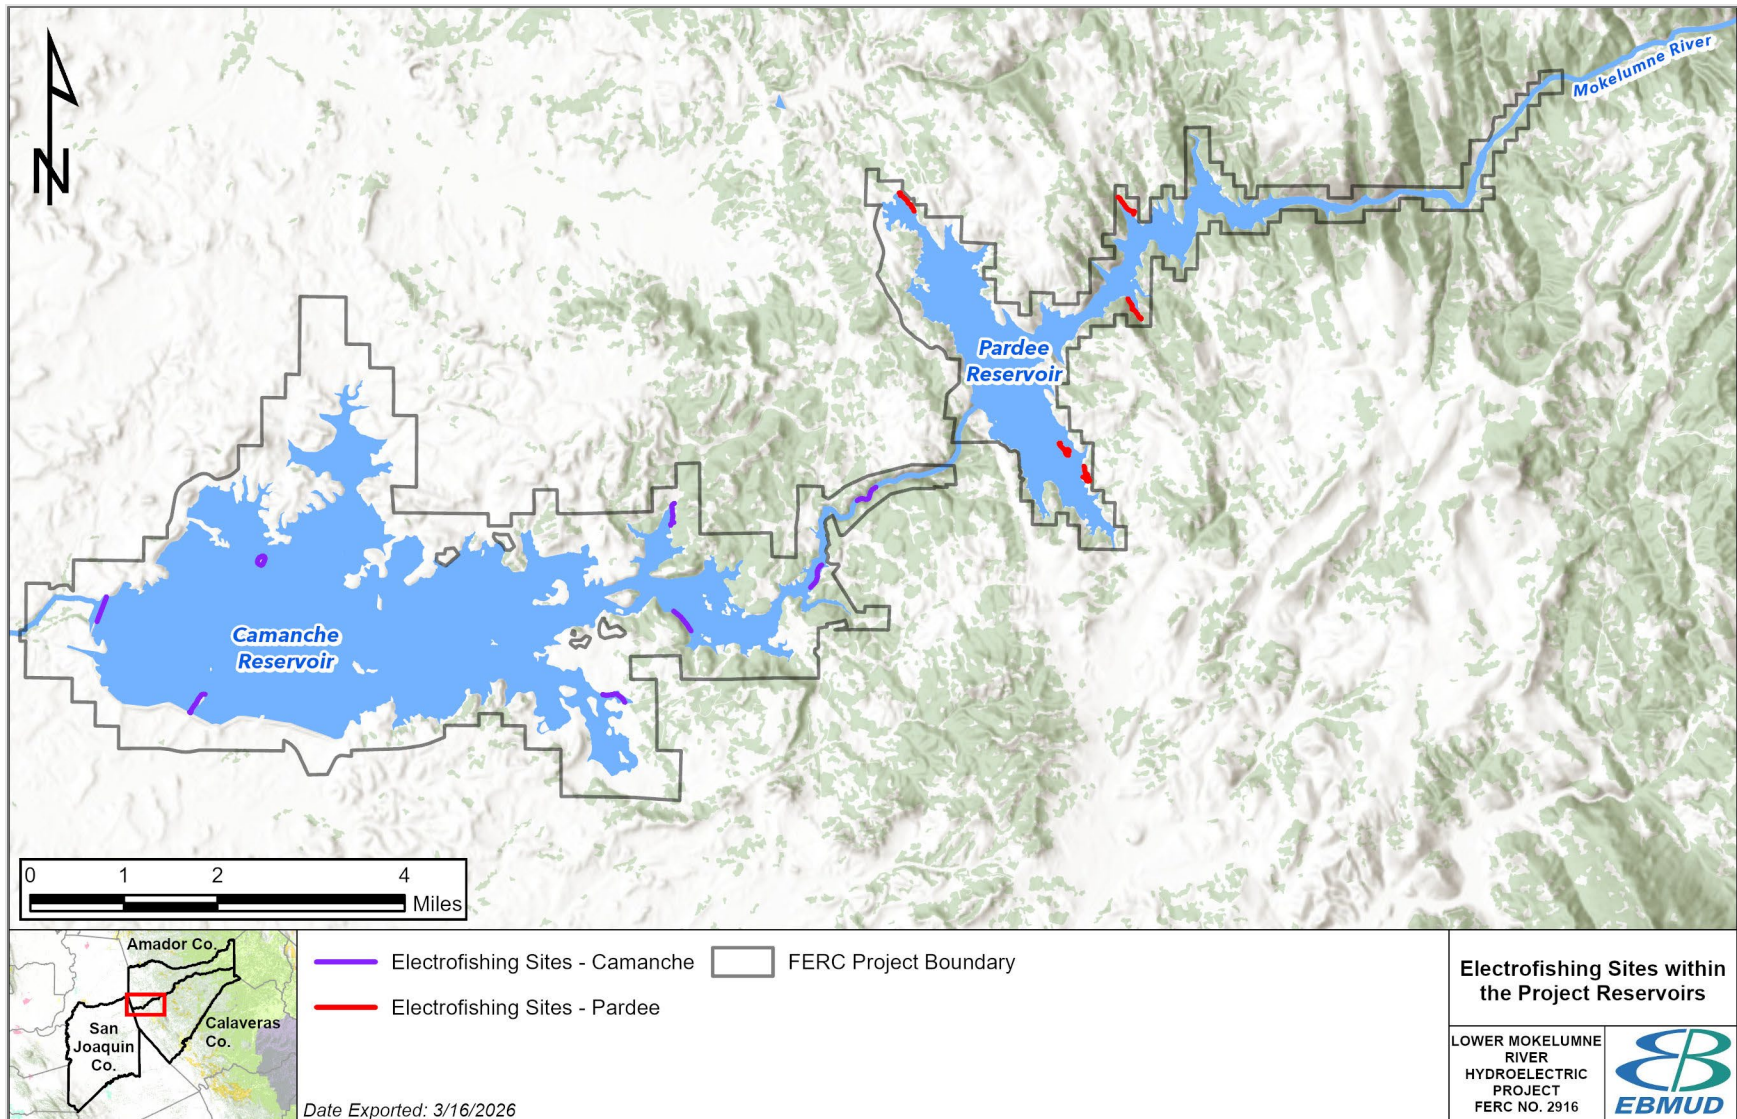 N
Mokelumne River
Pardee
Reservoir
Camanche
Reservoir
0 1 2 4
Miles
Amador Co.
San
Joaquin
Co.
Calaveras
Co.
Electrofishing Sites - Camanche
FERC Project Boundary
Electrofishing Sites - Pardee
Date Exported: 3/16/2026
Electrofishing Sites within
the Project Reservoirs
LOWER MOKELUMNE
RIVER
HYDROELECTRIC
PROJECT
FERC NO. 2916
EBMUD